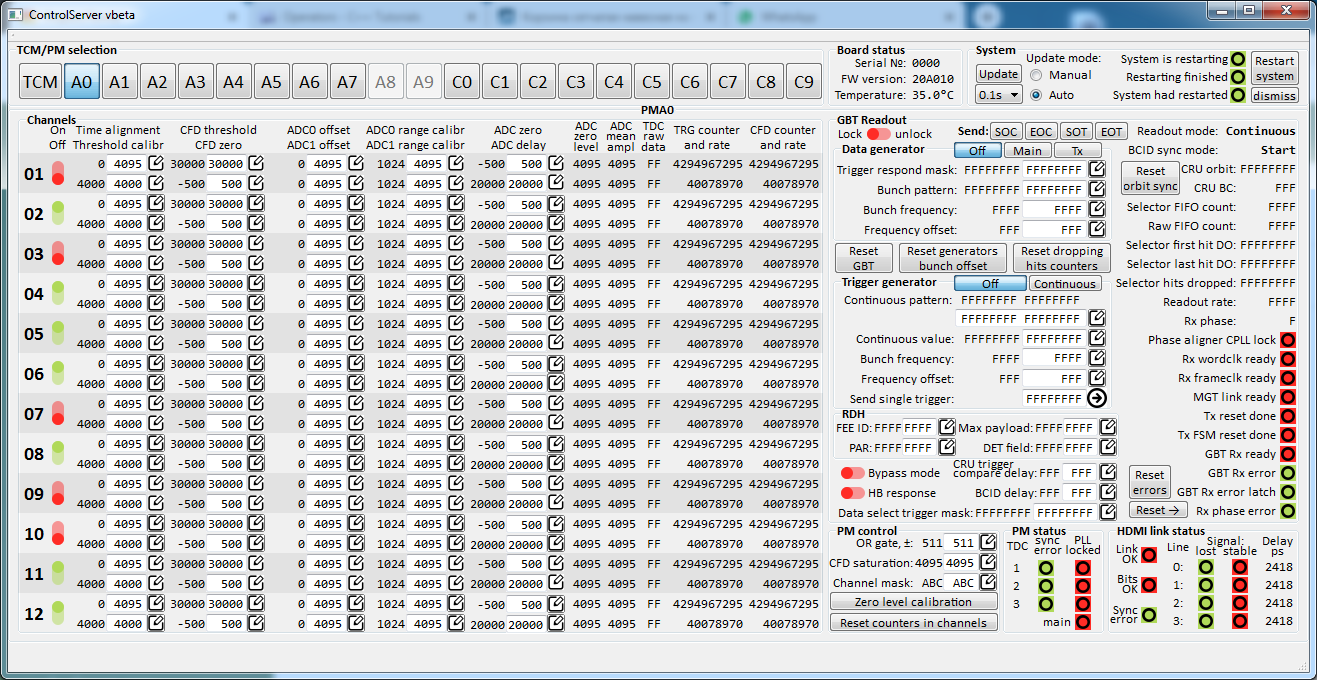 ControlServer vbeta
TCM/PM selection
TCM A0 A1 A2 A3 A4 A5 A6 A7 A8 A9 C0 C1 C2 C3 C4 C5 C6 C7 C8 C9
Board status
Serial №: 0000
FW version: 20A010
Temperature: 35.0°C
System
Update
0.1s
Update mode:
Manual
Auto
System is restarting
Restarting finished
System had restarted
Restart system
dismiss
PMA0
Channels
On Time alignment CFD threshold ADC0 offset ADC0 range calibr ADC zero ADC zero level ADC mean ampl TDC raw data TRG counter and rate CFD counter and rate
Off Threshold calibr CFD zero ADC1 offset ADC1 range calibr ADC delay
01 0 4095 30000 30000 0 4095 1024 4095 -500 500 4095 4095 FF 4294967295 4294967295
4000 4000 -500 500 0 4095 1024 4095 20000 20000 4095 4095 FF 40078970 40078970
02 0 4095 30000 30000 0 4095 1024 4095 -500 500 4095 4095 FF 4294967295 4294967295
4000 4000 -500 500 0 4095 1024 4095 20000 20000 4095 4095 FF 40078970 40078970
03 0 4095 30000 30000 0 4095 1024 4095 -500 500 4095 4095 FF 4294967295 4294967295
4000 4000 -500 500 0 4095 1024 4095 20000 20000 4095 4095 FF 40078970 40078970
04 0 4095 30000 30000 0 4095 1024 4095 -500 500 4095 4095 FF 4294967295 4294967295
4000 4000 -500 500 0 4095 1024 4095 20000 20000 4095 4095 FF 40078970 40078970
05 0 4095 30000 30000 0 4095 1024 4095 -500 500 4095 4095 FF 4294967295 4294967295
4000 4000 -500 500 0 4095 1024 4095 20000 20000 4095 4095 FF 40078970 40078970
06 0 4095 30000 30000 0 4095 1024 4095 -500 500 4095 4095 FF 4294967295 4294967295
4000 4000 -500 500 0 4095 1024 4095 20000 20000 4095 4095 FF 40078970 40078970
07 0 4095 30000 30000 0 4095 1024 4095 -500 500 4095 4095 FF 4294967295 4294967295
4000 4000 -500 500 0 4095 1024 4095 20000 20000 4095 4095 FF 40078970 40078970
08 0 4095 30000 30000 0 4095 1024 4095 -500 500 4095 4095 FF 4294967295 4294967295
4000 4000 -500 500 0 4095 1024 4095 20000 20000 4095 4095 FF 40078970 40078970
09 0 4095 30000 30000 0 4095 1024 4095 -500 500 4095 4095 FF 4294967295 4294967295
4000 4000 -500 500 0 4095 1024 4095 20000 20000 4095 4095 FF 40078970 40078970
10 0 4095 30000 30000 0 4095 1024 4095 -500 500 4095 4095 FF 4294967295 4294967295
4000 4000 -500 500 0 4095 1024 4095 20000 20000 4095 4095 FF 40078970 40078970
11 0 4095 30000 30000 0 4095 1024 4095 -500 500 4095 4095 FF 4294967295 4294967295
4000 4000 -500 500 0 4095 1024 4095 20000 20000 4095 4095 FF 40078970 40078970
12 0 4095 30000 30000 0 4095 1024 4095 -500 500 4095 4095 FF 4294967295 4294967295
4000 4000 -500 500 0 4095 1024 4095 20000 20000 4095 4095 FF 40078970 40078970
GBT Readout
Lock unlock Send: SOC EOC SOT EOT
Data generator Off Main Tx
Trigger respond mask: FFFFFFFF FFFFFFFF
Bunch pattern: FFFFFFFF FFFFFFFF
Bunch frequency: FFFF FFFF
Frequency offset: FFF FFF
Reset GBT
Reset generators bunch offset
Reset dropping hits counters
Trigger generator Off Continuous
Continuous pattern: FFFFFFFF FFFFFFFF
FFFFFFFF FFFFFFFF
Continuous value: FFFFFFFF FFFFFFFF
Bunch frequency: FFFF FFFF
Frequency offset: FFF FFF
Send single trigger: FFFFFFFF
RDH
FEE ID: FFFF FFFF Max payload: FFFF FFFF
PAR: FFFF FFFF DET field: FFFF FFFF
Bypass mode CRU trigger compare delay: FFF FFF
HB response BCID delay: FFF FFF
Data select trigger mask: FFFFFFFF FFFFFFFF
Readout mode: Continuous
BCID sync mode: Start
Reset orbit sync
CRU orbit: FFFFFFFF
CRU BC: FFF
Selector FIFO count: FFFF
Raw FIFO count: FFFF
Selector first hit DO: FFFFFFFF
Selector last hit DO: FFFFFFFF
Selector hits dropped: FFFFFFFF
Readout rate: FFFF
Rx phase: F
Phase aligner CPLL lock
Rx wordclk ready
Rx frameclk ready
MGT link ready
Tx reset done
Tx FSM reset done
GBT Rx ready
Reset errors
GBT Rx error
GBT Rx error latch
Reset → Rx phase error
PM control
OR gate, ±: 511 511
CFD saturation: 4095 4095
Channel mask: ABC ABC
Zero level calibration
Reset counters in channels
PM status
TDC sync error PLL locked
1
2
3
main
HDMI link status
Link OK
Bits OK
Sync error
Line Signal: lost stable Delay ps
0: 2418
1: 2418
2: 2418
3: 2418